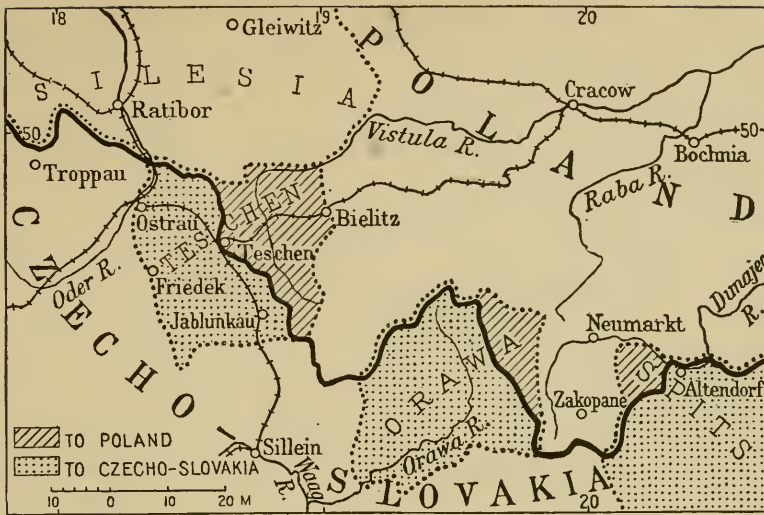 18
19
20
Gleiwitz
POLAND
SILESIA
Cracow
Ratibor
50
Vistula R.
50
Bochnia
Troppau
Raba R.
TESCHEN
Bielitz
Ostrau
Teschen
CZECHO
Oder R.
Friedek
Dunajec R.
Jablunkau
Neumarkt
ORAWA
SPITS
Altendorf
Zakopane
TO POLAND
Sillein
Orawa R.
TO CZECHO-SLOVAKIA
Waag R.
SLOVAKIA
10 0 10 20 M
20